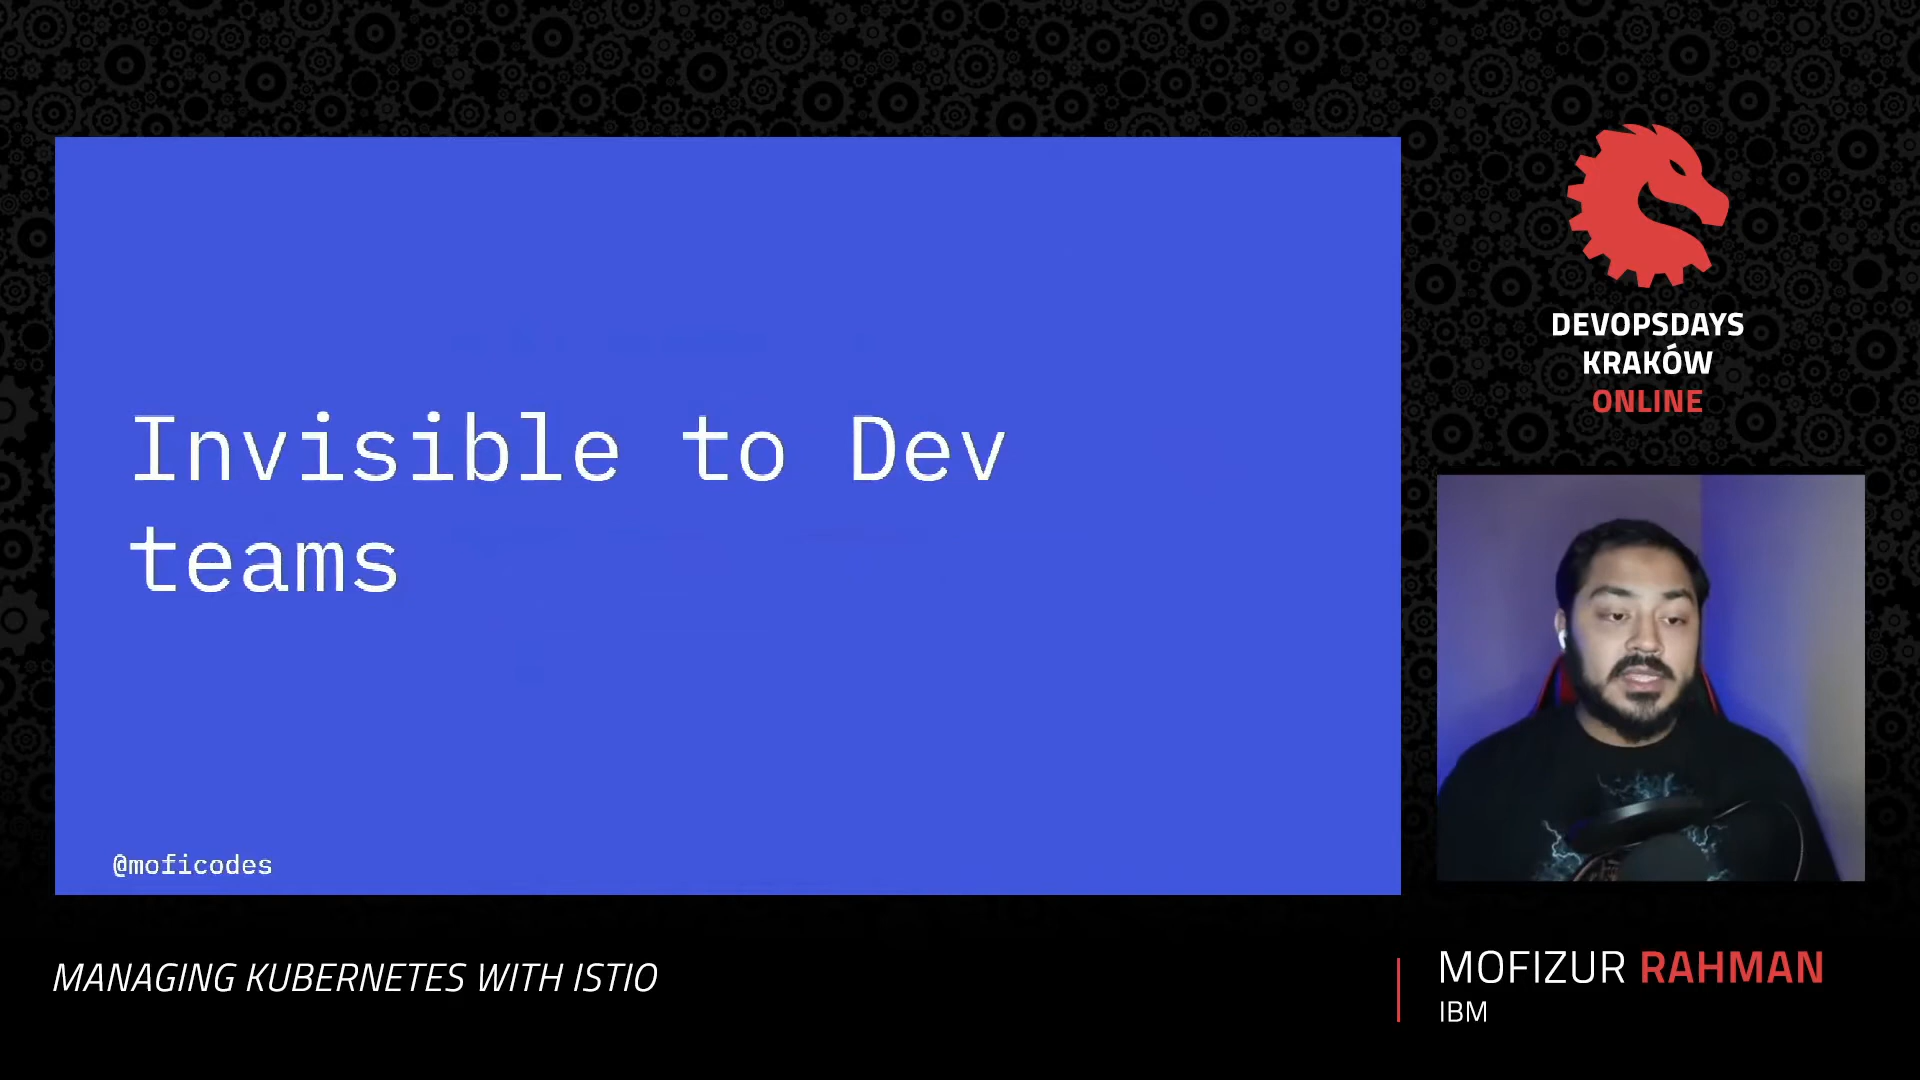 Invisible to Dev
teams
@moficodes
DEVOPSDAYS
KRAKÓW
ONLINE
MANAGING KUBERNETES WITH ISTIO
MOFIZUR RAHMAN
IBM